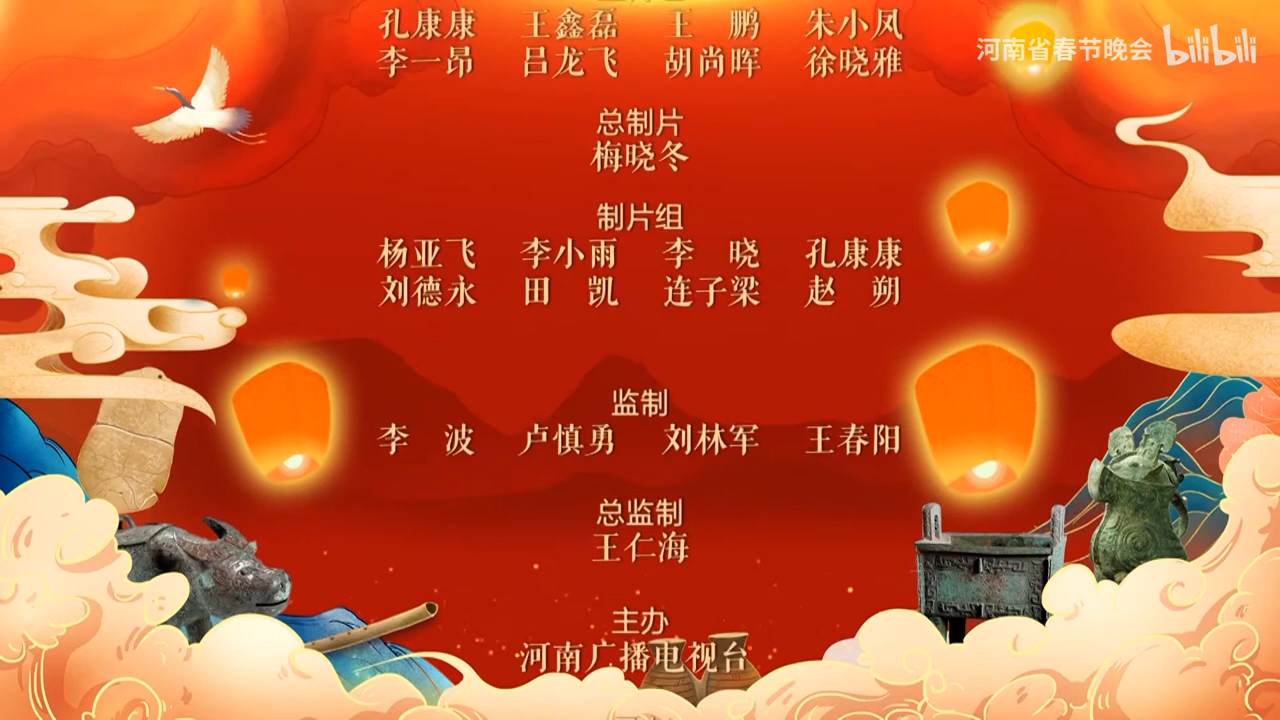 河南省春节晚会 bilibili
孔康康 王鑫磊 王 鹏 朱小凤
李一昂 吕龙飞 胡尚晖 徐晓雅
总制片
梅晓冬
制片组
杨亚飞 李小雨 李 晓 孔康康
刘德永 田 凯 连子梁 赵 朔
监制
李 波 卢慎勇 刘林军 王春阳
总监制
王仁海
主办
河南广播电视台